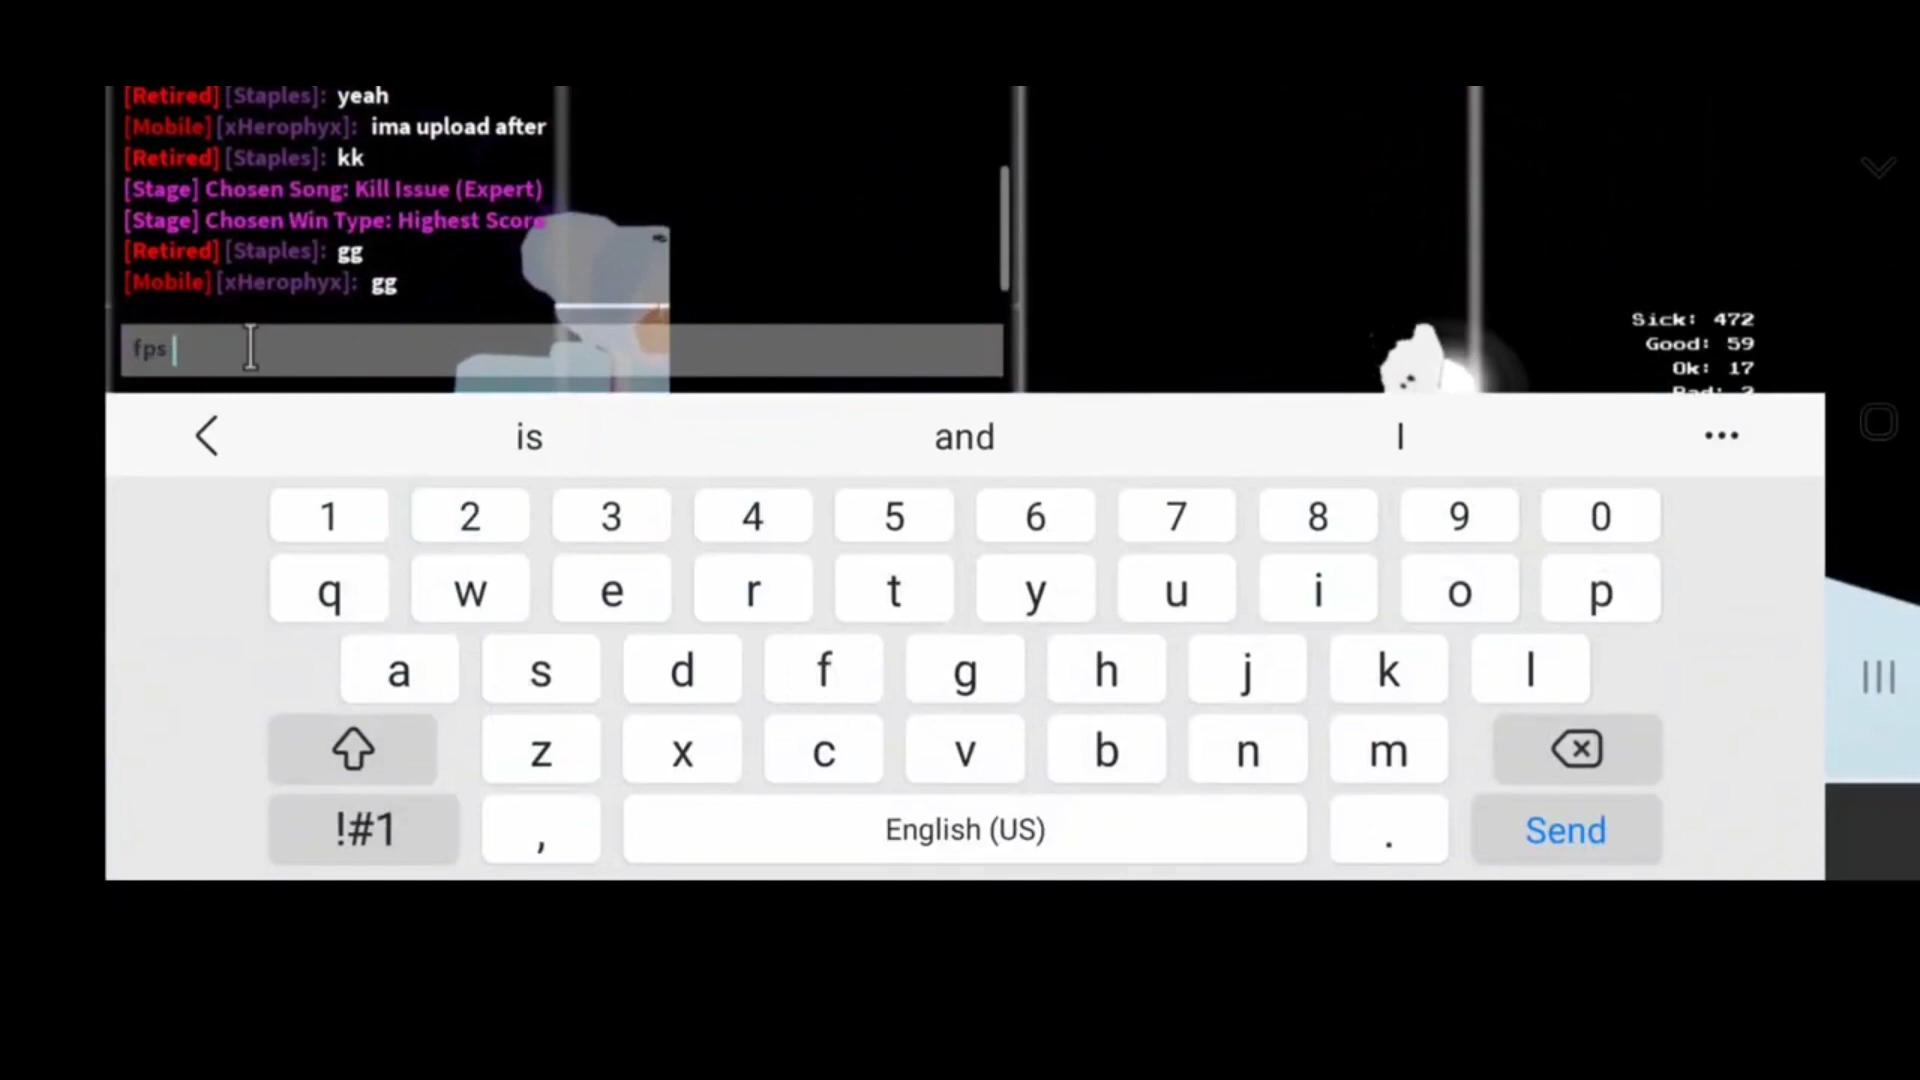 [Retired] [Staples]: yeah
[Mobile] [xHerophyx]: ima upload after
[Retired] [Staples]: kk
[Stage] Chosen Song: Kill Issue (Expert)
[Stage] Chosen Win Type: Highest Score
[Retired] [Staples]: gg
[Mobile] [xHerophyx]: gg
fps
Sick: 472
Good: 59
Ok: 17
Bad: 2
is and I •••
1 2 3 4 5 6 7 8 9 0
q w e r t y u i o p
a s d f g h j k l
z x c v b n m
!#1 , English (US) . Send